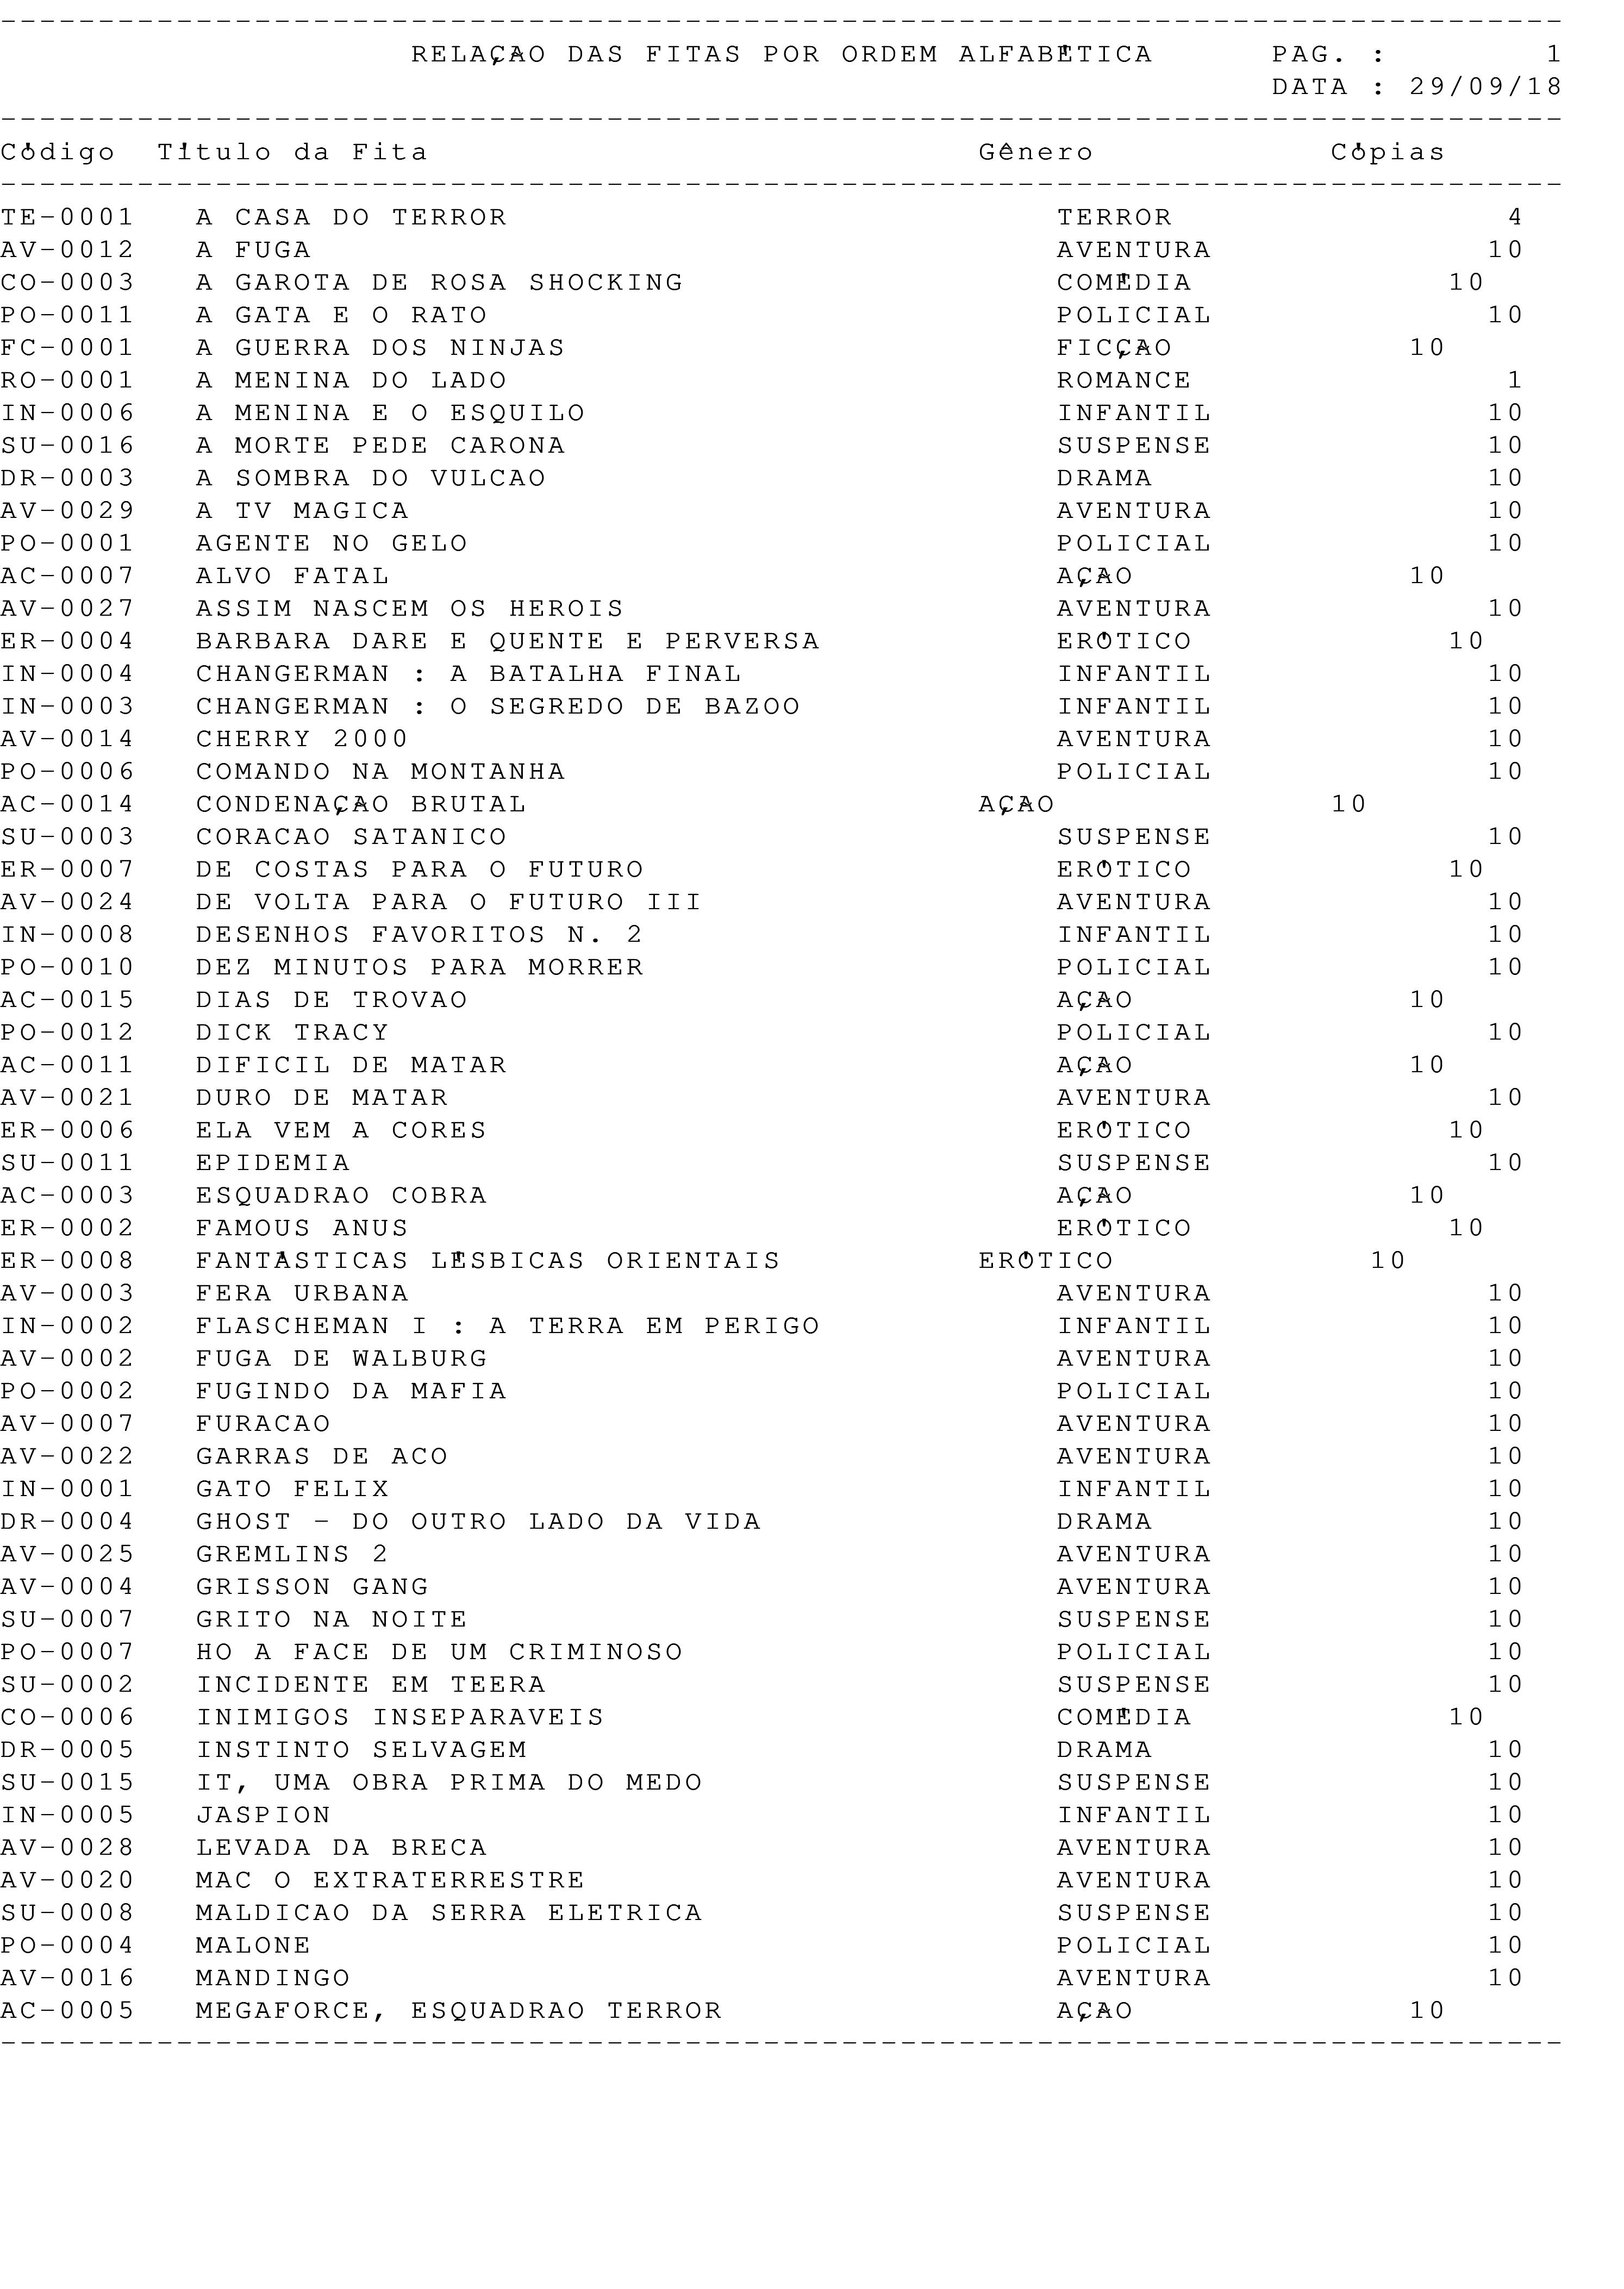 RELAÇÃO DAS FITAS POR ORDEM ALFABÉTICA PAG. : 1
DATA : 29/09/18
Código Título da Fita Gênero Cópias
TE-0001 A CASA DO TERROR TERROR 4
AV-0012 A FUGA AVENTURA 10
CO-0003 A GAROTA DE ROSA SHOCKING COMÉDIA 10
PO-0011 A GATA E O RATO POLICIAL 10
FC-0001 A GUERRA DOS NINJAS FICÇÃO 10
RO-0001 A MENINA DO LADO ROMANCE 1
IN-0006 A MENINA E O ESQUILO INFANTIL 10
SU-0016 A MORTE PEDE CARONA SUSPENSE 10
DR-0003 A SOMBRA DO VULCAO DRAMA 10
AV-0029 A TV MAGICA AVENTURA 10
PO-0001 AGENTE NO GELO POLICIAL 10
AC-0007 ALVO FATAL AÇÃO 10
AV-0027 ASSIM NASCEM OS HEROIS AVENTURA 10
ER-0004 BARBARA DARE E QUENTE E PERVERSA ERÓTICO 10
IN-0004 CHANGERMAN : A BATALHA FINAL INFANTIL 10
IN-0003 CHANGERMAN : O SEGREDO DE BAZOO INFANTIL 10
AV-0014 CHERRY 2000 AVENTURA 10
PO-0006 COMANDO NA MONTANHA POLICIAL 10
AC-0014 CONDENAÇÃO BRUTAL AÇÃO 10
SU-0003 CORACAO SATANICO SUSPENSE 10
ER-0007 DE COSTAS PARA O FUTURO ERÓTICO 10
AV-0024 DE VOLTA PARA O FUTURO III AVENTURA 10
IN-0008 DESENHOS FAVORITOS N. 2 INFANTIL 10
PO-0010 DEZ MINUTOS PARA MORRER POLICIAL 10
AC-0015 DIAS DE TROVAO AÇÃO 10
PO-0012 DICK TRACY POLICIAL 10
AC-0011 DIFICIL DE MATAR AÇÃO 10
AV-0021 DURO DE MATAR AVENTURA 10
ER-0006 ELA VEM A CORES ERÓTICO 10
SU-0011 EPIDEMIA SUSPENSE 10
AC-0003 ESQUADRAO COBRA AÇÃO 10
ER-0002 FAMOUS ANUS ERÓTICO 10
ER-0008 FANTÁSTICAS LÉSBICAS ORIENTAIS ERÓTICO 10
AV-0003 FERA URBANA AVENTURA 10
IN-0002 FLASCHEMAN I : A TERRA EM PERIGO INFANTIL 10
AV-0002 FUGA DE WALBURG AVENTURA 10
PO-0002 FUGINDO DA MAFIA POLICIAL 10
AV-0007 FURACAO AVENTURA 10
AV-0022 GARRAS DE ACO AVENTURA 10
IN-0001 GATO FELIX INFANTIL 10
DR-0004 GHOST - DO OUTRO LADO DA VIDA DRAMA 10
AV-0025 GREMLINS 2 AVENTURA 10
AV-0004 GRISSON GANG AVENTURA 10
SU-0007 GRITO NA NOITE SUSPENSE 10
PO-0007 HO A FACE DE UM CRIMINOSO POLICIAL 10
SU-0002 INCIDENTE EM TEERA SUSPENSE 10
CO-0006 INIMIGOS INSEPARAVEIS COMÉDIA 10
DR-0005 INSTINTO SELVAGEM DRAMA 10
SU-0015 IT, UMA OBRA PRIMA DO MEDO SUSPENSE 10
IN-0005 JASPION INFANTIL 10
AV-0028 LEVADA DA BRECA AVENTURA 10
AV-0020 MAC O EXTRATERRESTRE AVENTURA 10
SU-0008 MALDICAO DA SERRA ELETRICA SUSPENSE 10
PO-0004 MALONE POLICIAL 10
AV-0016 MANDINGO AVENTURA 10
AC-0005 MEGAFORCE, ESQUADRAO TERROR AÇÃO 10